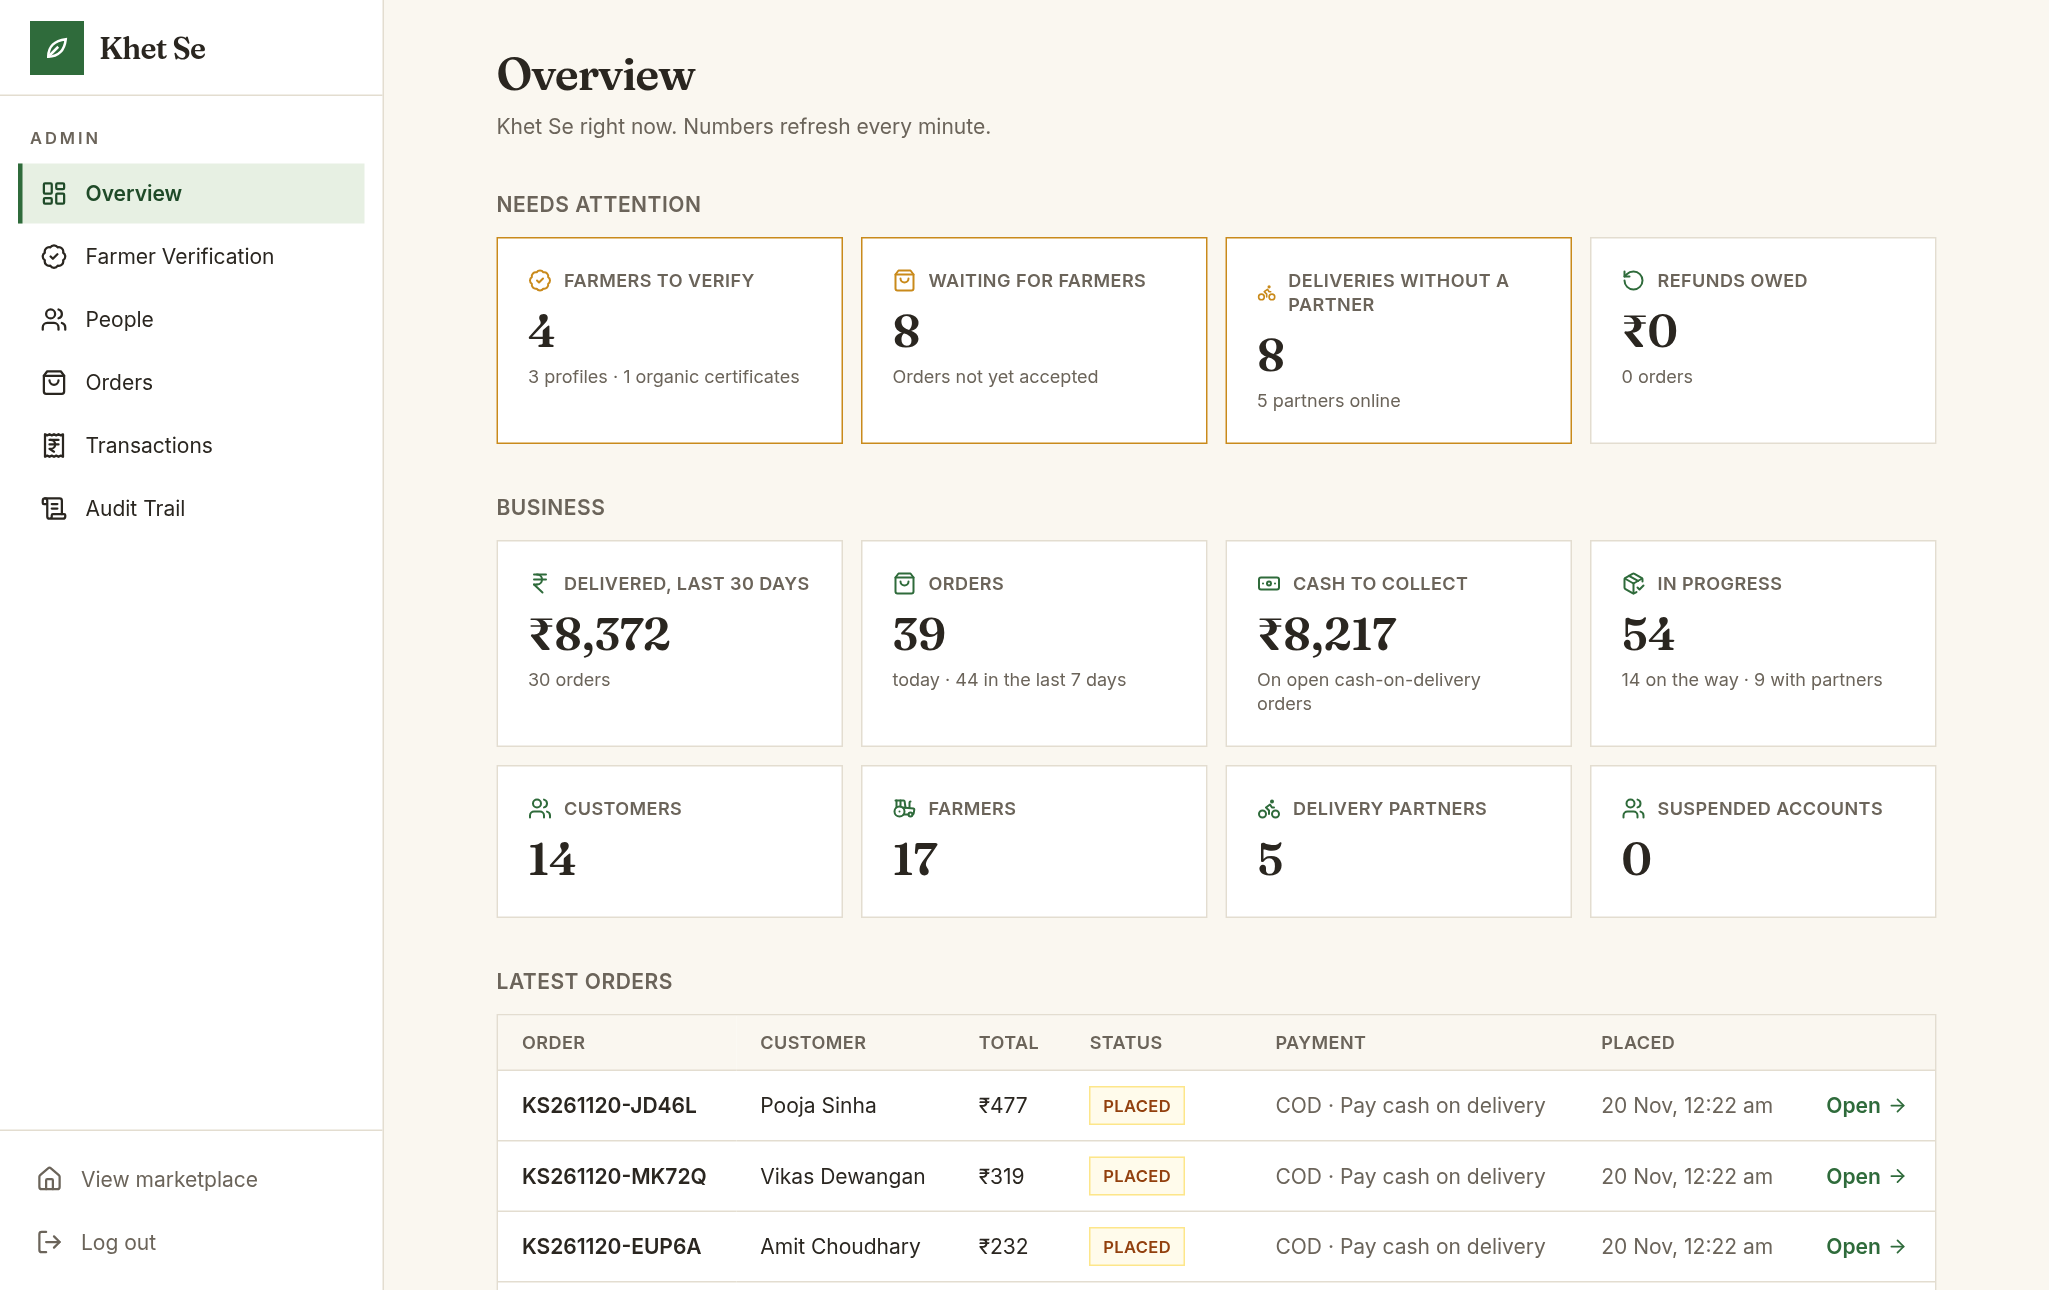 Khet Se
ADMIN
Overview
Farmer Verification
People
Orders
Transactions
Audit Trail
View marketplace
Log out
Overview
Khet Se right now. Numbers refresh every minute.
NEEDS ATTENTION
FARMERS TO VERIFY
4
3 profiles · 1 organic certificates
WAITING FOR FARMERS
8
Orders not yet accepted
DELIVERIES WITHOUT A
PARTNER
8
5 partners online
REFUNDS OWED
₹0
0 orders
BUSINESS
DELIVERED, LAST 30 DAYS
₹8,372
30 orders
ORDERS
39
today · 44 in the last 7 days
CASH TO COLLECT
₹8,217
On open cash-on-delivery
orders
IN PROGRESS
54
14 on the way · 9 with partners
CUSTOMERS
14
FARMERS
17
DELIVERY PARTNERS
5
SUSPENDED ACCOUNTS
0
LATEST ORDERS
ORDER CUSTOMER TOTAL STATUS PAYMENT PLACED
KS261120-JD46L Pooja Sinha ₹477 PLACED COD · Pay cash on delivery 20 Nov, 12:22 am Open →
KS261120-MK72Q Vikas Dewangan ₹319 PLACED COD · Pay cash on delivery 20 Nov, 12:22 am Open →
KS261120-EUP6A Amit Choudhary ₹232 PLACED COD · Pay cash on delivery 20 Nov, 12:22 am Open →